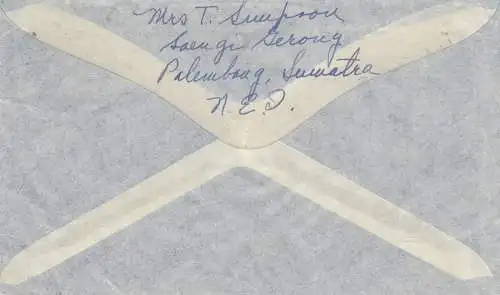 Mrs T. Simpson
Soengi Gerong
Palembang, Sumatra
N.E.I.